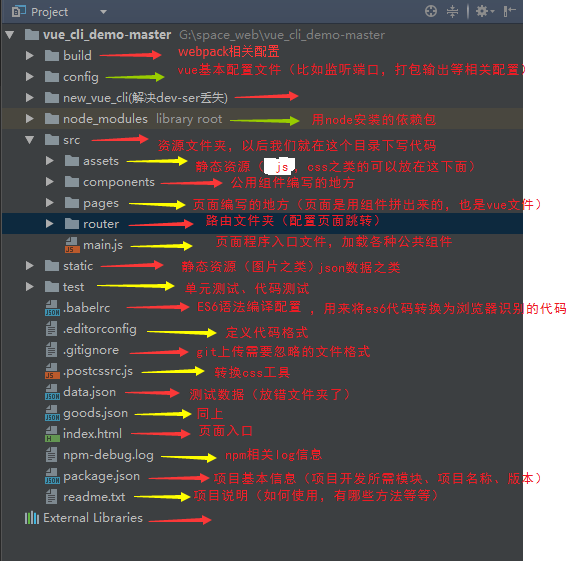 Project
vue_cli_demo-master G:\space_web\vue_cli_demo-master
build webpack相关配置
config vue基本配置文件（比如监听端口，打包输出等相关配置）
new_vue_cli(解决dev-ser丢失)
node_modules library root 用node安装的依赖包
src 资源文件夹，以后我们就在这个目录下写代码
assets 静态资源（ js，css之类的可以放在这下面）
components 公用组件编写的地方
pages 页面编写的地方（页面是用组件拼出来的，也是vue文件）
router 路由文件夹（配置页面跳转）
main.js 页面程序入口文件，加载各种公共组件
static 静态资源（图片之类）json数据之类
test 单元测试、代码测试
.babelrc ES6语法编译配置 ，用来将es6代码转换为浏览器识别的代码
.editorconfig 定义代码格式
.gitignore git上传需要忽略的文件格式
.postcssrc.js 转换css工具
data.json 测试数据（放错文件夹了）
goods.json 同上
index.html 页面入口
npm-debug.log npm相关log信息
package.json 项目基本信息（项目开发所需模块、项目名称、版本）
readme.txt 项目说明（如何使用，有哪些方法等等）
External Libraries